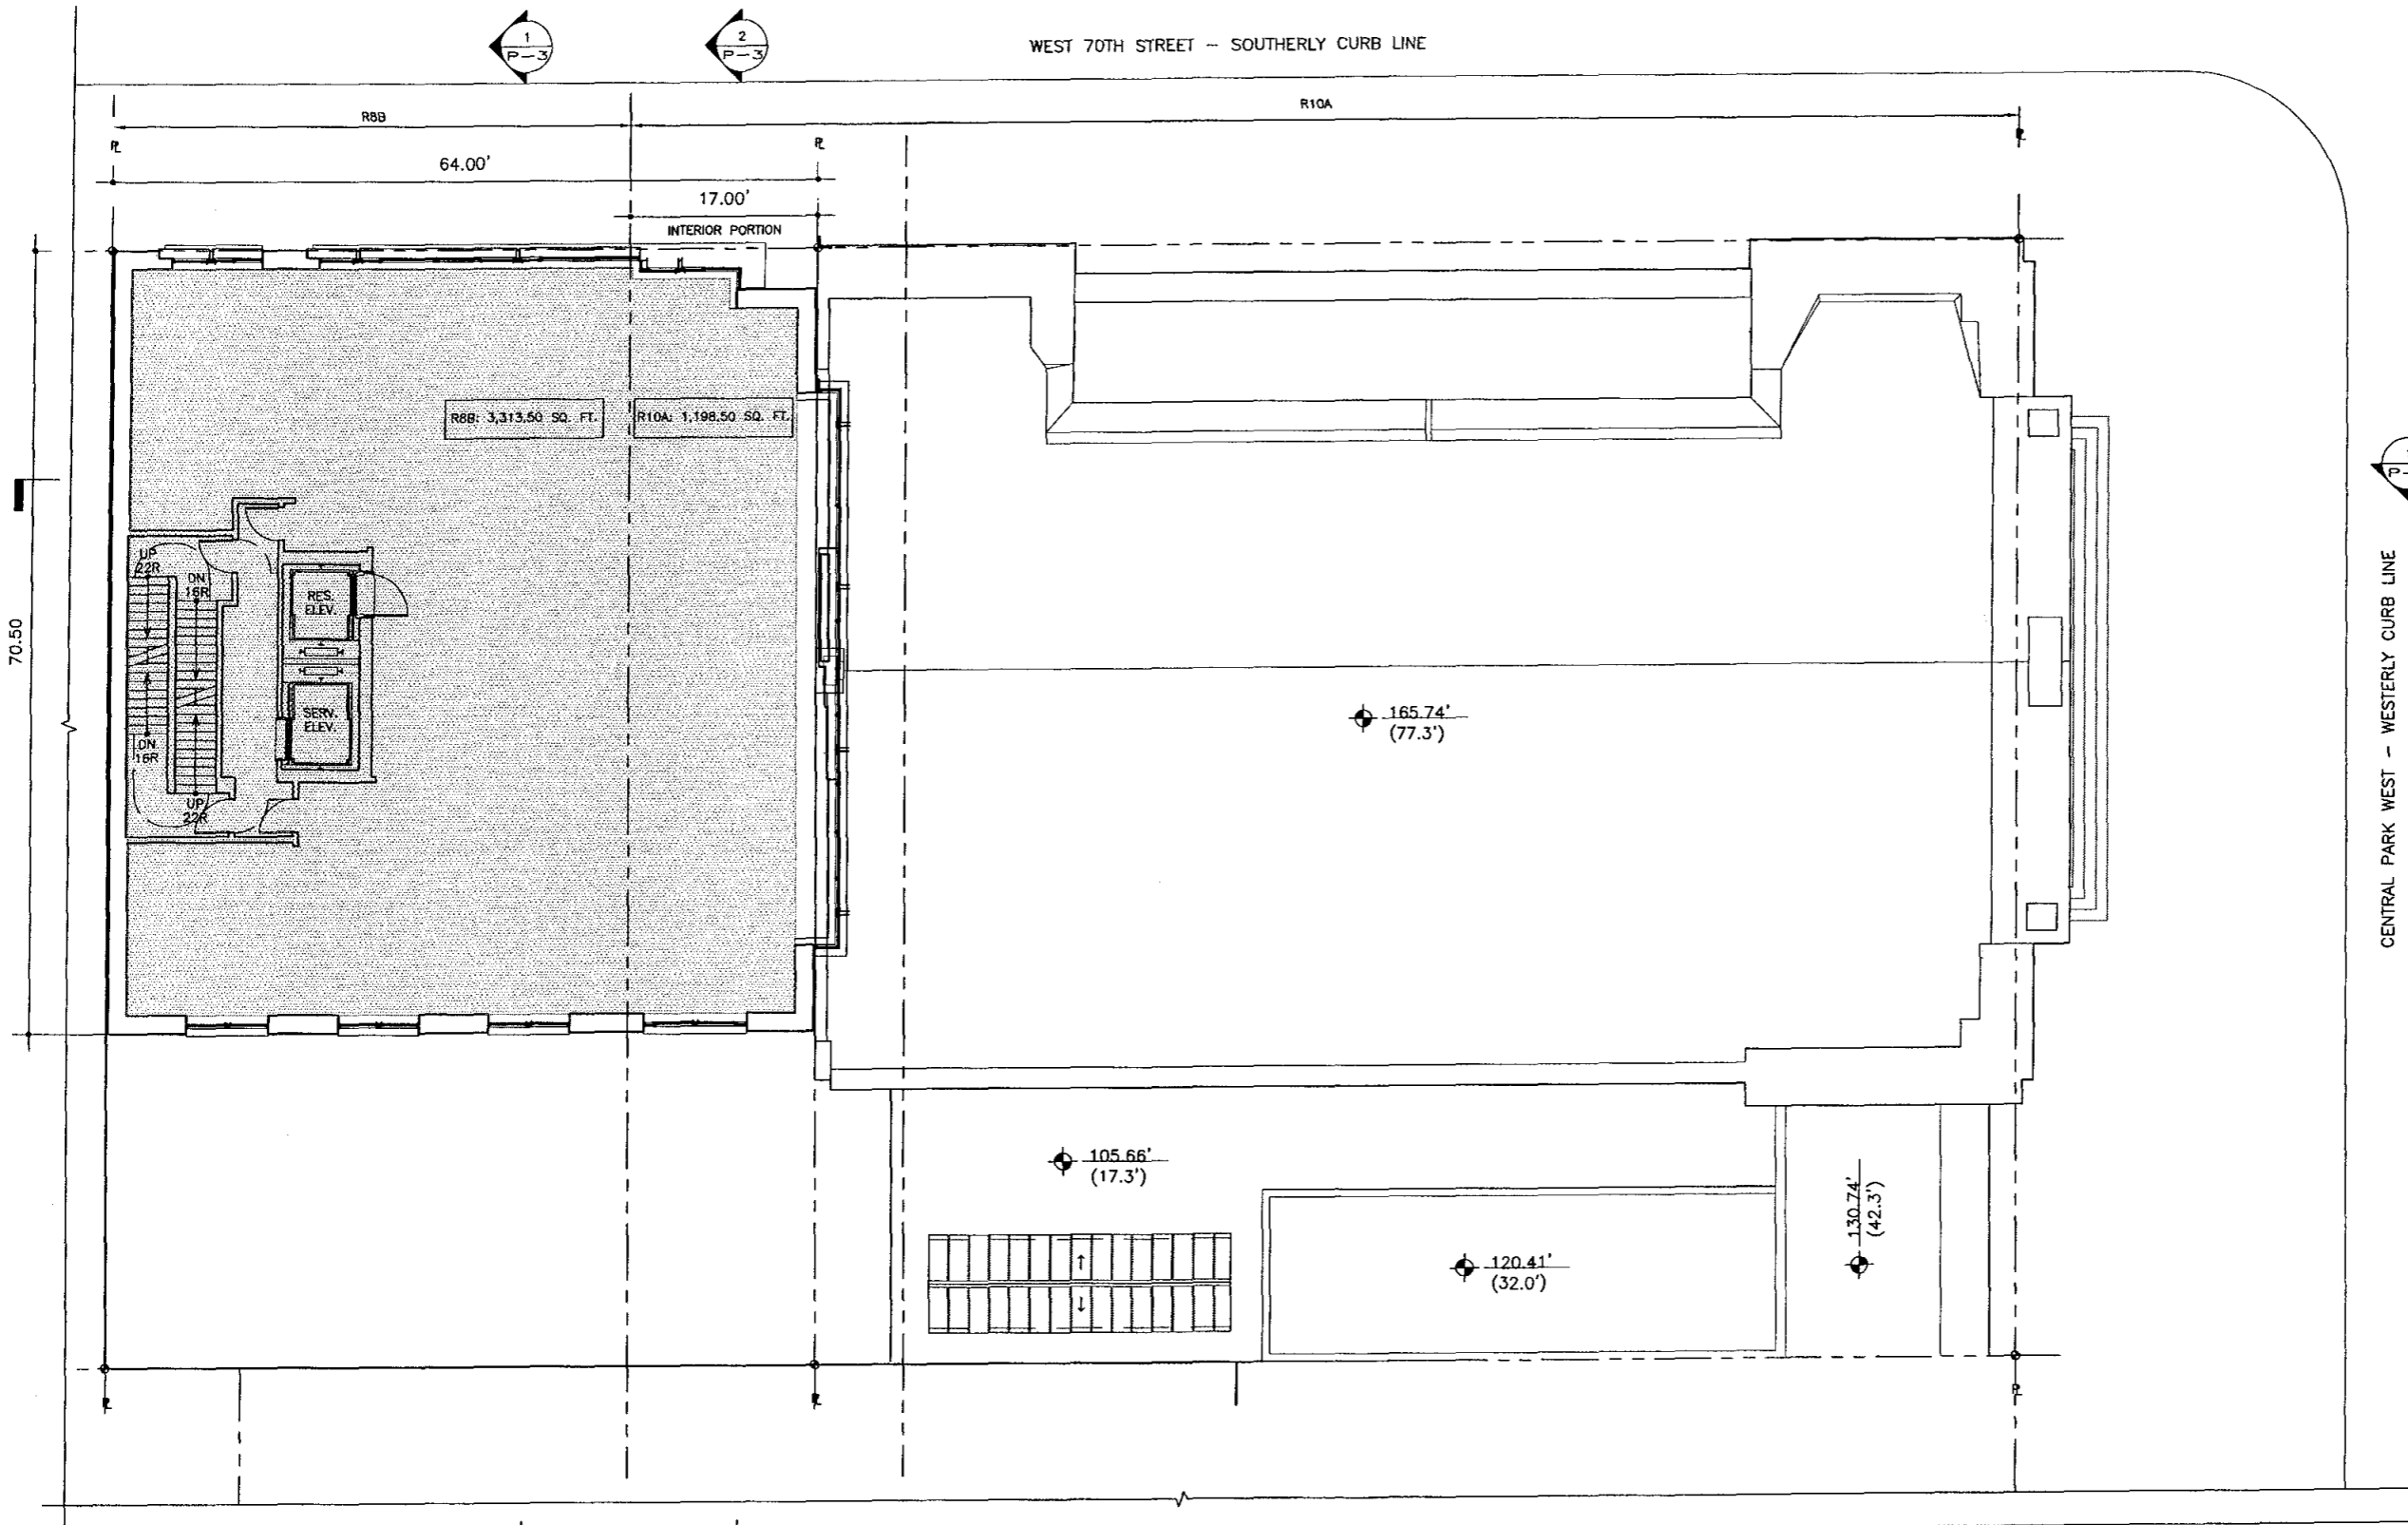 1
P-3
2
P-3
WEST 70TH STREET - SOUTHERLY CURB LINE
R8B
R10A
64.00'
17.00'
INTERIOR PORTION
R8B: 3,313.50 SQ. FT.
R10A: 1,198.50 SQ. FT.
70.50
UP
22R
DN
16R
RES.
ELEV.
SERV.
ELEV.
DN
16R
UP
22R
165.74'
(77.3')
105.66'
(17.3')
120.41'
(32.0')
130.74'
(42.3')
CENTRAL PARK WEST - WESTERLY CURB LINE